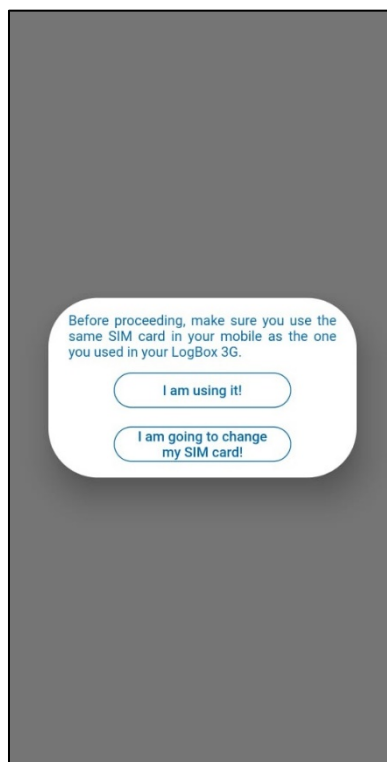 Before proceeding, make sure you use the
same SIM card in your mobile as the one
you used in your LogBox 3G.
I am using it!
I am going to change
my SIM card!